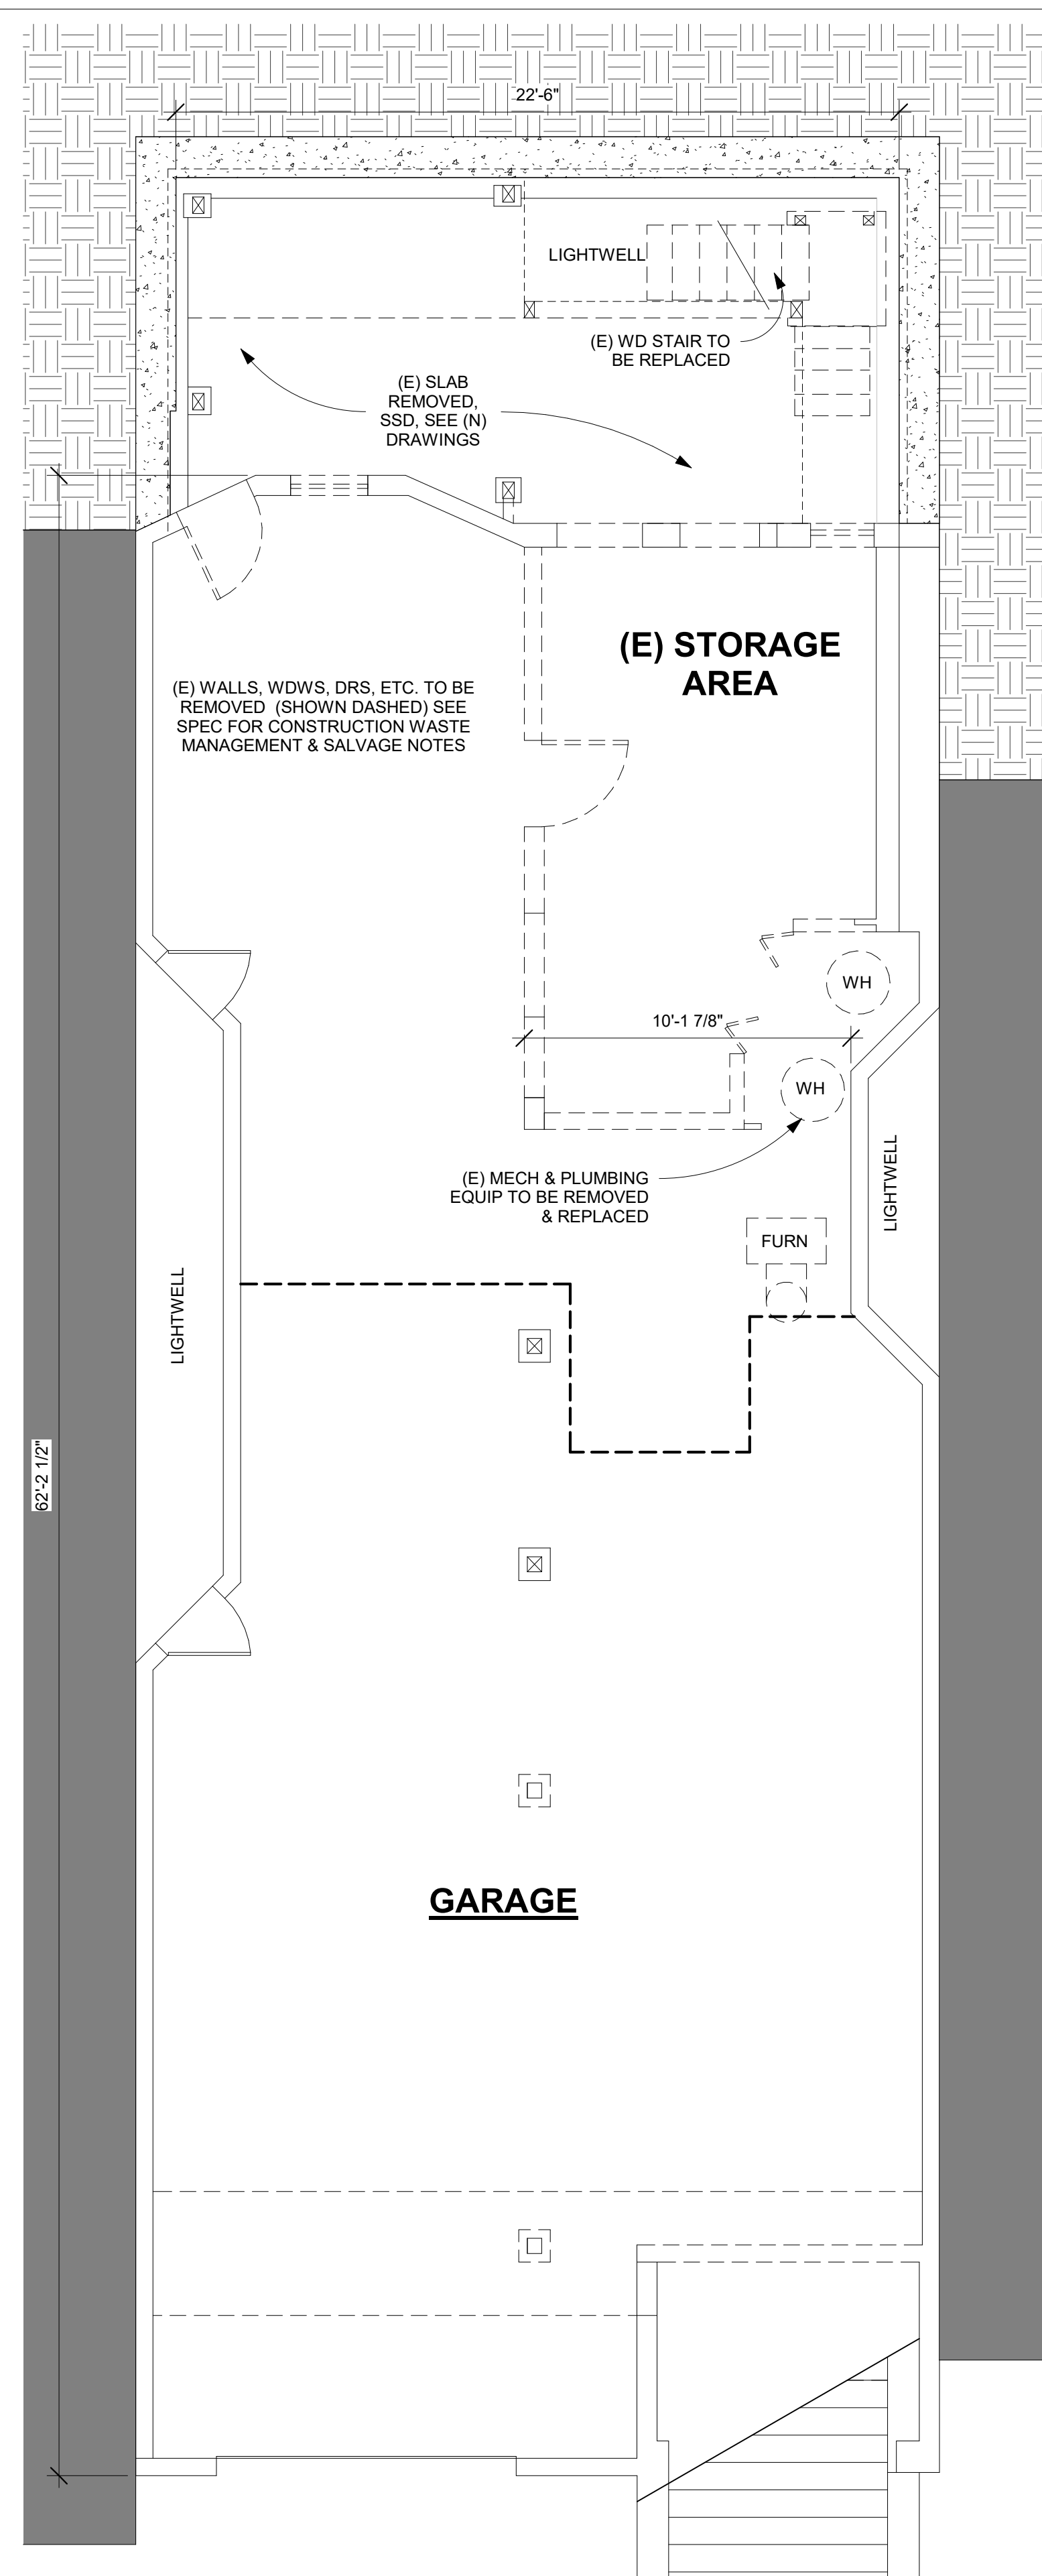 22'-6"
LIGHTWELL
(E) WD STAIR TO
BE REPLACED
(E) SLAB
REMOVED,
SSD, SEE (N)
DRAWINGS
(E) STORAGE
AREA
(E) WALLS, WDWS, DRS, ETC. TO BE
REMOVED (SHOWN DASHED) SEE
SPEC FOR CONSTRUCTION WASTE
MANAGEMENT & SALVAGE NOTES
WH
10'-1 7/8"
WH
LIGHTWELL
(E) MECH & PLUMBING
EQUIP TO BE REMOVED
& REPLACED
FURN
LIGHTWELL
62'-2 1/2"
GARAGE